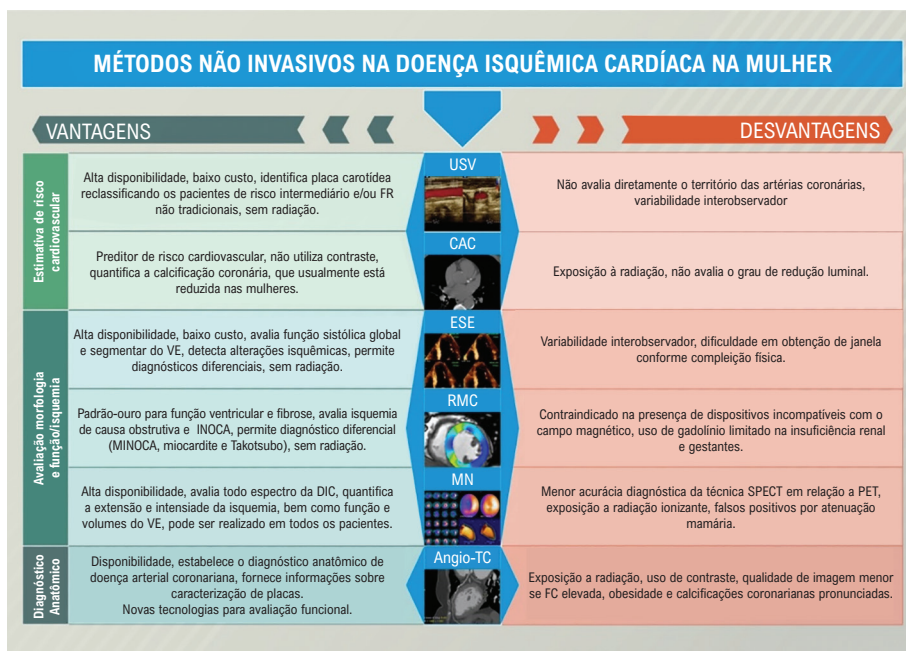 MÉTODOS NÃO INVASIVOS NA DOENÇA ISQUÊMICA CARDÍACA NA MULHER
VANTAGENS
DESVANTAGENS
Estimativa de risco
cardiovascular
Alta disponibilidade, baixo custo, identifica placa carotídea
reclassificando os pacientes de risco intermediário e/ou FR
não tradicionais, sem radiação.
USV
Não avalia diretamente o território das artérias coronárias,
variabilidade interobservador
Preditor de risco cardiovascular, não utiliza contraste,
quantifica a calcificação coronária, que usualmente está
reduzida nas mulheres.
CAC
Exposição à radiação, não avalia o grau de redução luminal.
Avaliação morfologia
e função/isquemia
Alta disponibilidade, baixo custo, avalia função sistólica global
e segmentar do VE, detecta alterações isquêmicas, permite
diagnósticos diferenciais, sem radiação.
ESE
Variabilidade interobservador, dificuldade em obtenção de janela
conforme compleição física.
Padrão-ouro para função ventricular e fibrose, avalia isquemia
de causa obstrutiva e INOCA, permite diagnóstico diferencial
(MINOCA, miocardite e Takotsubo), sem radiação.
RMC
Contraindicado na presença de dispositivos incompatíveis com o
campo magnético, uso de gadolínio limitado na insuficiência renal
e gestantes.
Alta disponibilidade, avalia todo espectro da DIC, quantifica
a extensão e intensiade da isquemia, bem como função e
volumes do VE, pode ser realizado em todos os pacientes.
MN
Menor acurácia diagnóstica da técnica SPECT em relação a PET,
exposição a radiação ionizante, falsos positivos por atenuação
mamária.
Diagnóstico
Anatômico
Disponibilidade, estabelece o diagnóstico anatômico de
doença arterial coronariana, fornece informações sobre
caracterização de placas.
Novas tecnologias para avaliação funcional.
Angio-TC
Exposição a radiação, uso de contraste, qualidade de imagem menor
se FC elevada, obesidade e calcificações coronarianas pronunciadas.